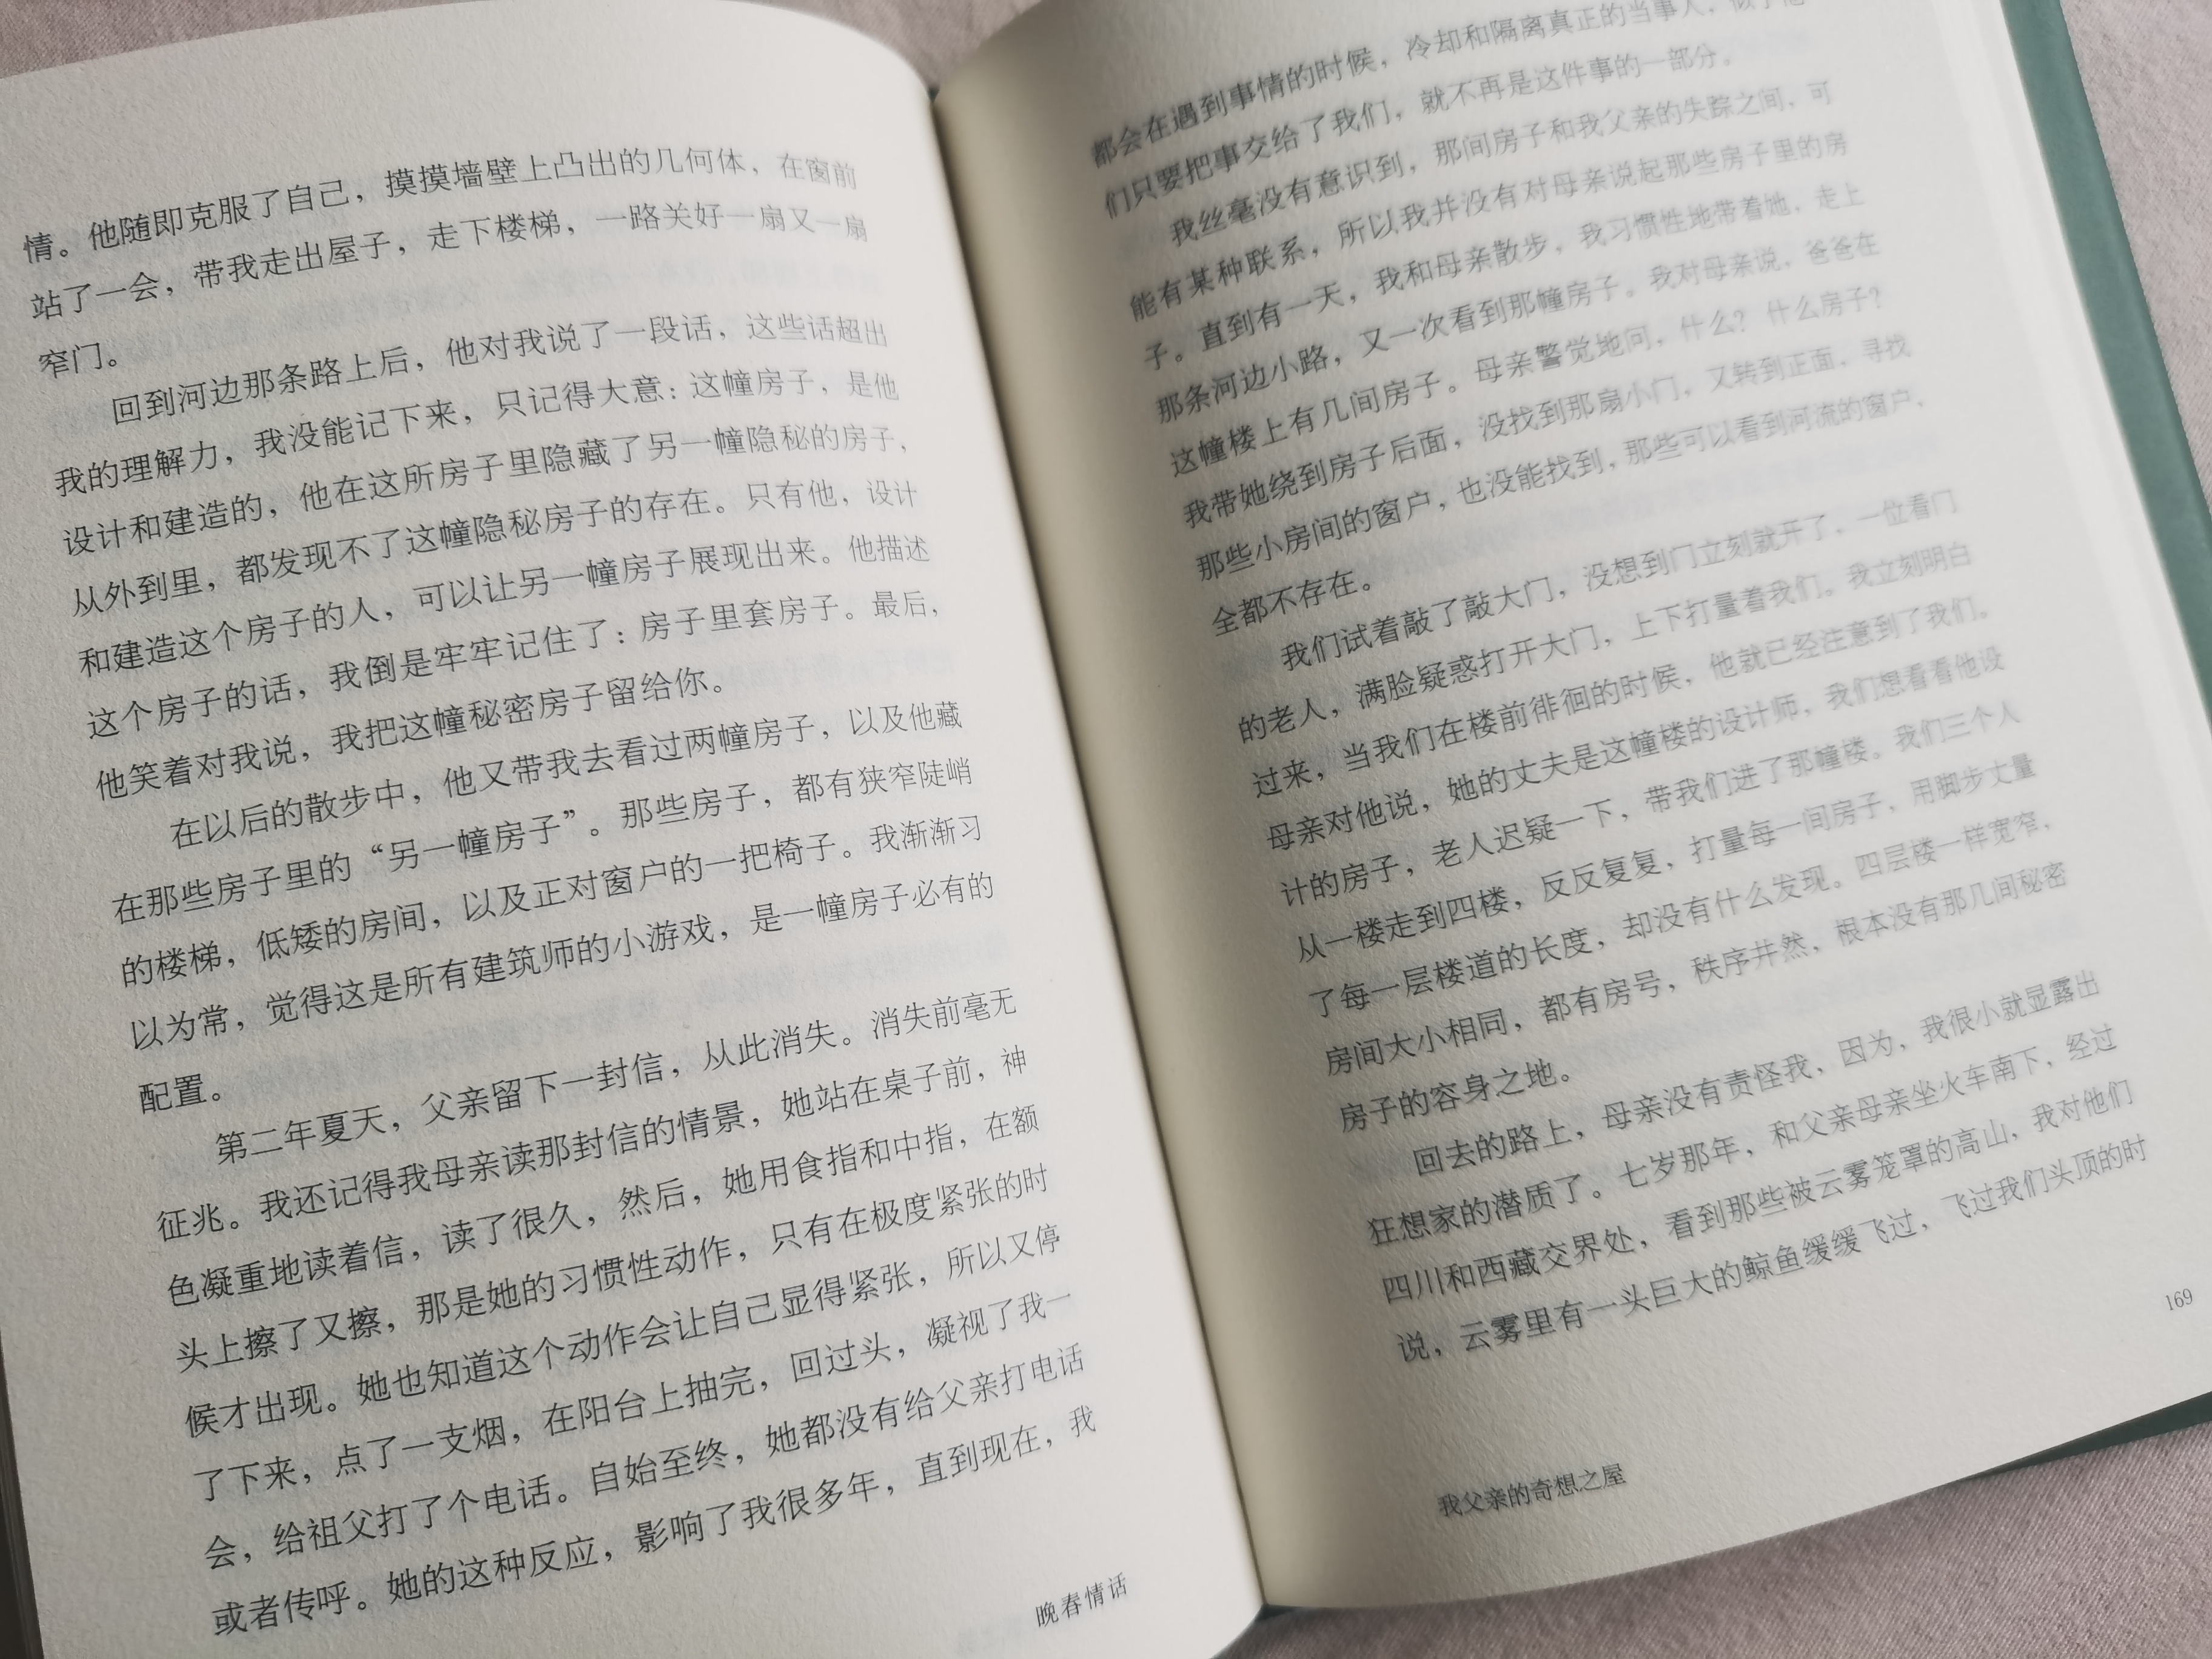 情。他随即克服了自己，摸摸墙壁上凸出的几何体，在窗前
站了一会，带我走出屋子，走下楼梯，一路关好一扇又一扇
窄门。
回到河边那条路上后，他对我说了一段话，这些话超出
我的理解力，我没能记下来，只记得大意：这幢房子，是他
设计和建造的，他在这所房子里隐藏了另一幢隐秘的房子，
从外到里，都发现不了这幢隐秘房子的存在。只有他，设计
和建造这个房子的人，可以让另一幢房子展现出来。他描述
这个房子的话，我倒是牢牢记住了：房子里套房子。最后，
他笑着对我说，我把这幢秘密房子留给你。
在以后的散步中，他又带我去看过两幢房子，以及他藏
在那些房子里的“另一幢房子”。那些房子，都有狭窄陡峭
的楼梯，低矮的房间，以及正对窗户的一把椅子。我渐渐习
以为常，觉得这是所有建筑师的小游戏，是一幢房子必有的
配置。
第二年夏天，父亲留下一封信，从此消失。消失前毫无
征兆。我还记得我母亲读那封信的情景，她站在桌子前，神
色凝重地读着信，读了很久，然后，她用食指和中指，在额
头上擦了又擦，那是她的习惯性动作，只有在极度紧张的时
候才出现。她也知道这个动作会让自己显得紧张，所以又停
了下来，点了一支烟，在阳台上抽完，回过头，凝视了我一
会，给祖父打了个电话。自始至终，她都没有给父亲打电话
或者传呼。她的这种反应，影响了我很多年，直到现在，我
晚春情话
都会在遇到事情的时候，冷却和隔离真正的当事人，似乎他
们只要把事交给了我们，就不再是这件事的一部分。
我丝毫没有意识到，那间房子和我父亲的失踪之间，可
能有某种联系，所以我并没有对母亲说起那些房子里的房
子。直到有一天，我和母亲散步，我习惯性地带着她，走上
那条河边小路，又一次看到那幢房子。我对母亲说，爸爸在
这幢楼上有几间房子。母亲警觉地问，什么？什么房子？
我带她绕到房子后面，没找到那扇小门，又转到正面，寻找
那些小房间的窗户，也没能找到，那些可以看到河流的窗户，
全都不存在。
我们试着敲了敲大门，没想到门立刻就开了，一位看门
的老人，满脸疑惑打开大门，上下打量着我们。我立刻明白
过来，当我们在楼前徘徊的时候，他就已经注意到了我们。
母亲对他说，她的丈夫是这幢楼的设计师，我们想看看他设
计的房子，老人迟疑一下，带我们进了那幢楼。我们三个人
从一楼走到四楼，反反复复，打量每一间房子，用脚步丈量
了每一层楼道的长度，却没有什么发现。四层楼一样宽窄，
房间大小相同，都有房号，秩序井然，根本没有那几间秘密
房子的容身之地。
回去的路上，母亲没有责怪我，因为，我很小就显露出
狂想家的潜质了。七岁那年，和父亲母亲坐火车南下，经过
四川和西藏交界处，看到那些被云雾笼罩的高山，我对他们
说，云雾里有一头巨大的鲸鱼缓缓飞过，飞过我们头顶的时
169
我父亲的奇想之屋